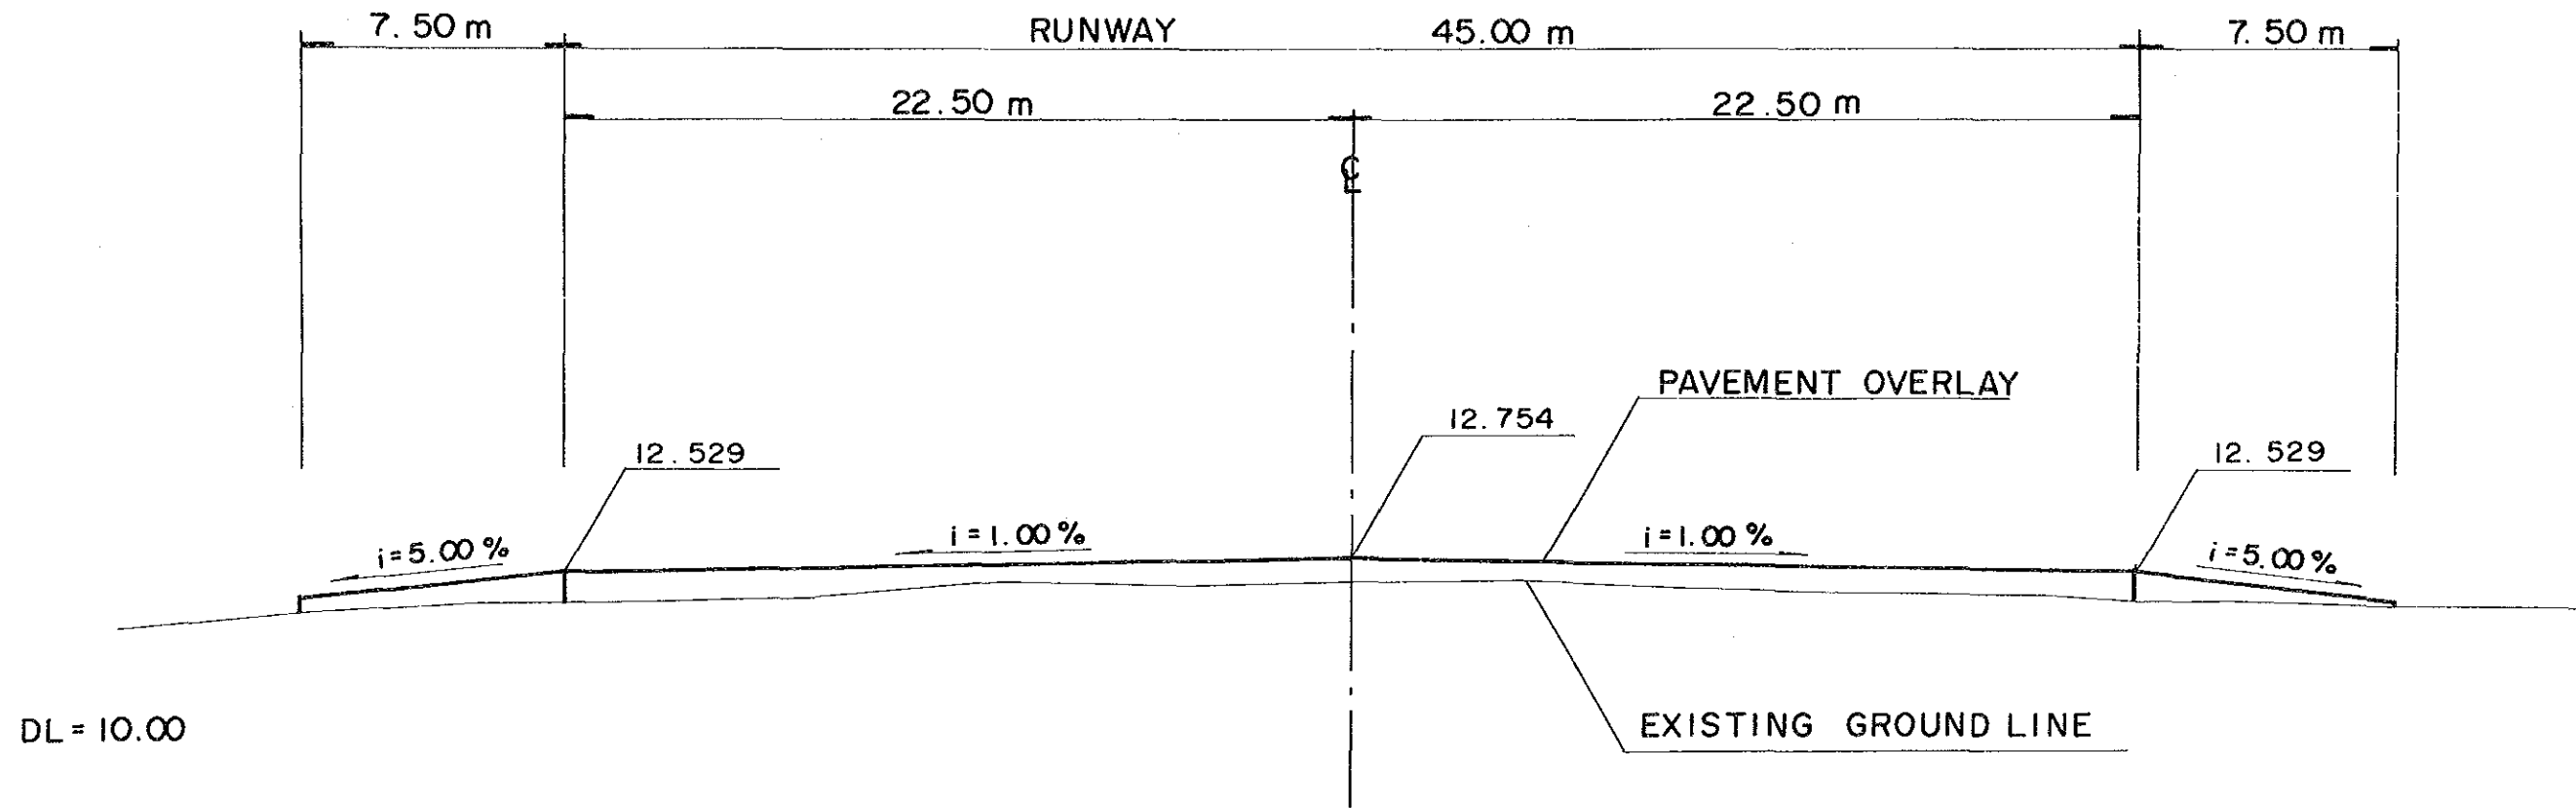 7.50 m RUNWAY 45.00 m 7.50 m
22.50 m 22.50 m
CL
PAVEMENT OVERLAY
12.754
12.529 12.529
i=5.00% i=1.00% i=1.00% i=5.00%
DL=10.00 EXISTING GROUND LINE